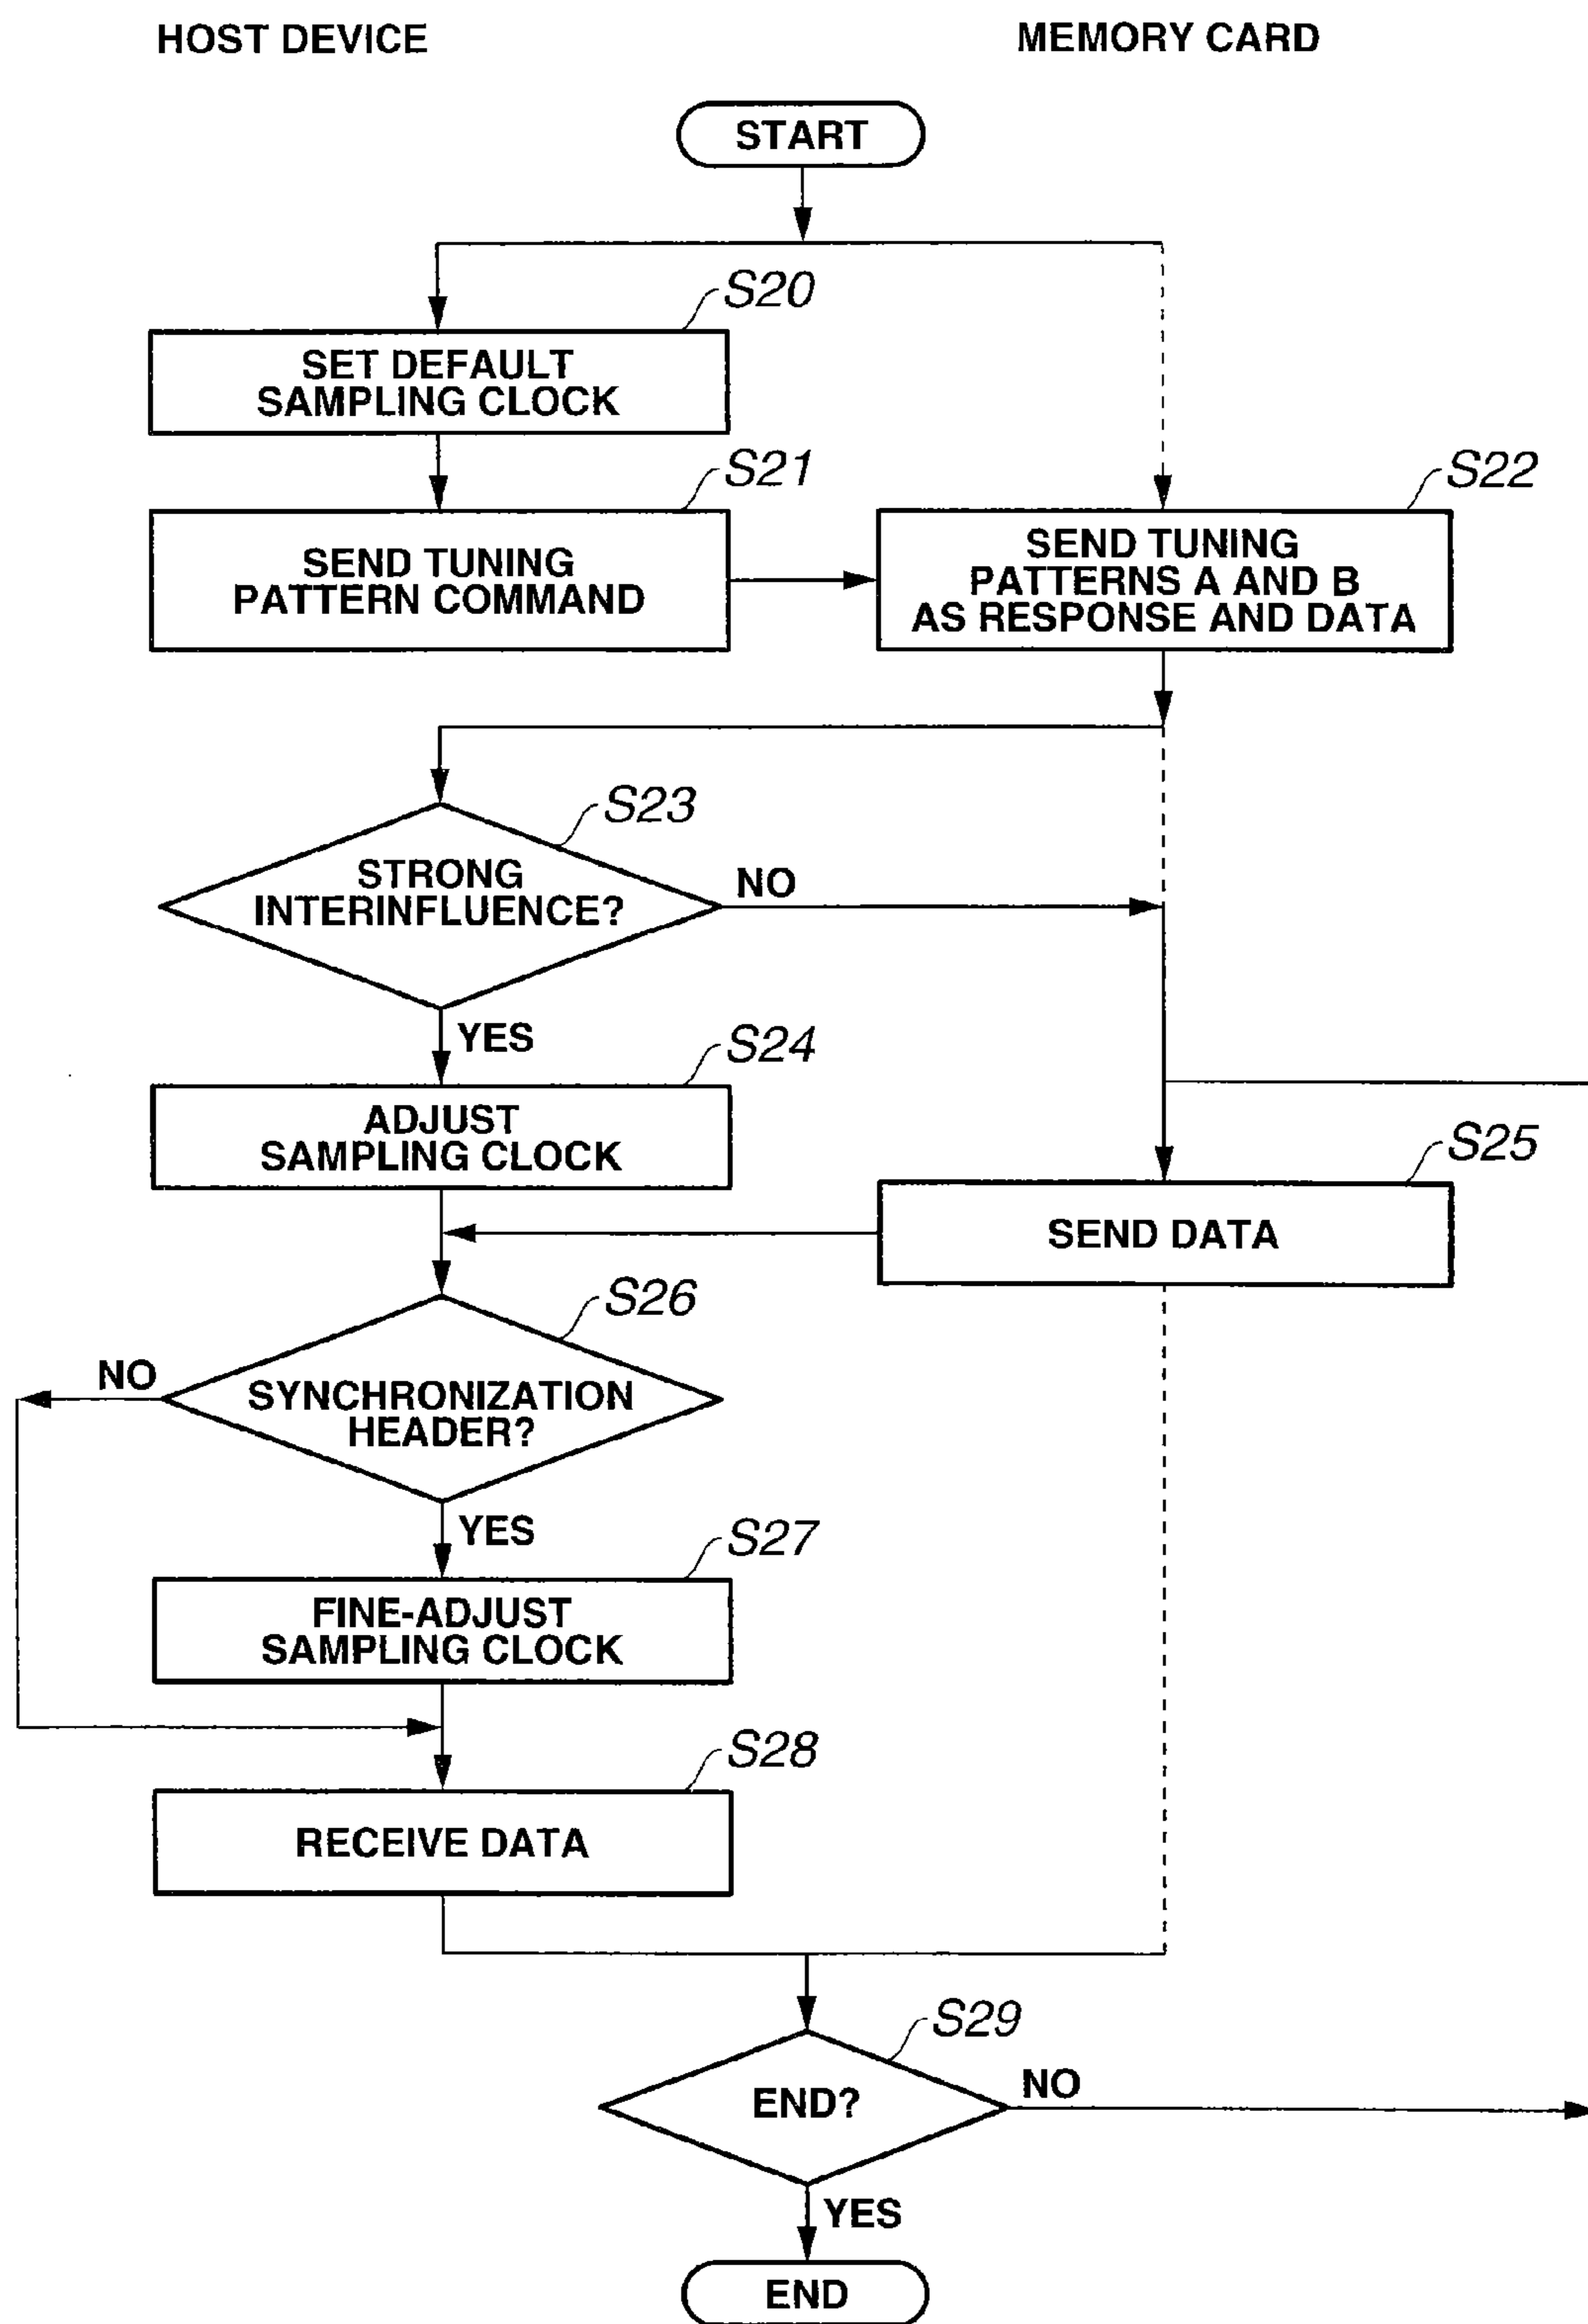 HOST DEVICE
MEMORY CARD
START
S20
SET DEFAULT
SAMPLING CLOCK
S21
SEND TUNING
PATTERN COMMAND
S22
SEND TUNING
PATTERNS A AND B
AS RESPONSE AND DATA
S23
STRONG
INTERINFLUENCE?
NO
YES
S24
ADJUST
SAMPLING CLOCK
S25
SEND DATA
S26
SYNCHRONIZATION
HEADER?
NO
YES
S27
FINE-ADJUST
SAMPLING CLOCK
S28
RECEIVE DATA
S29
END?
NO
YES
END